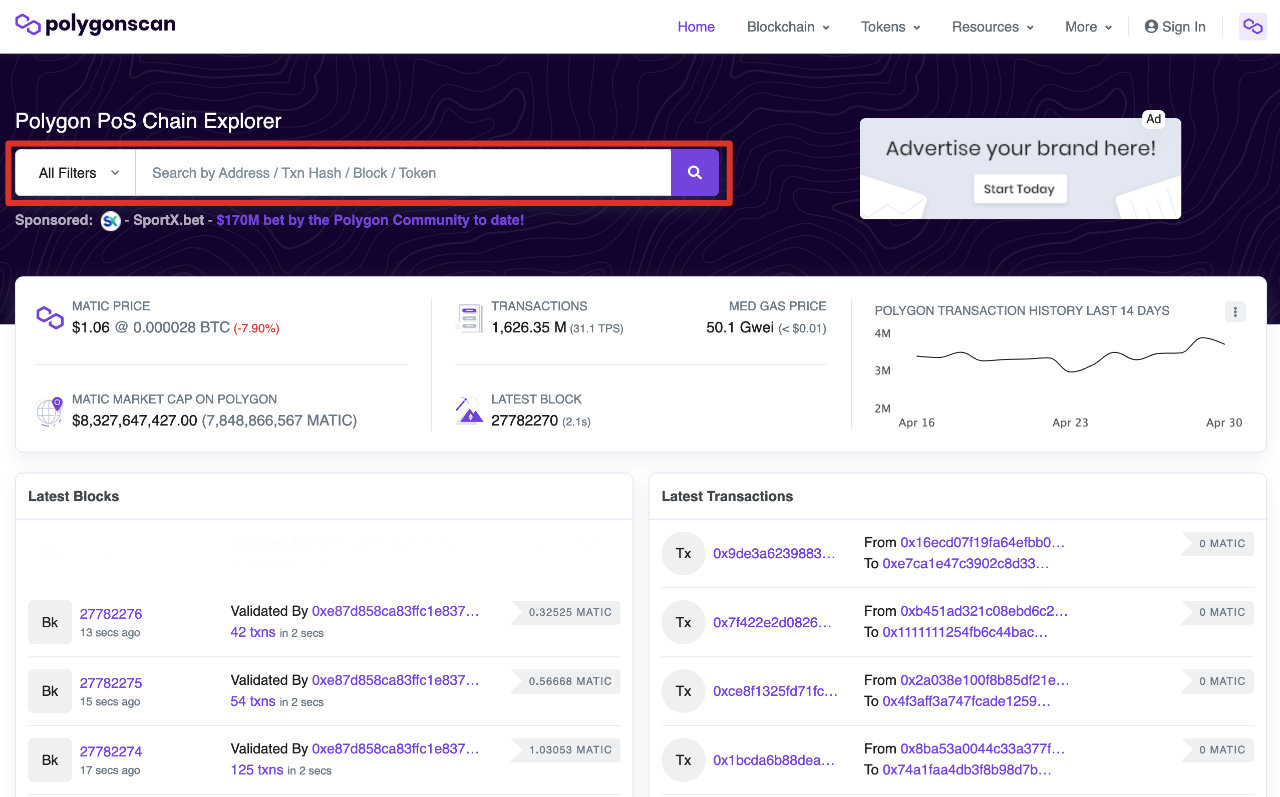 polygonscan
Home Blockchain Tokens Resources More Sign In
Polygon PoS Chain Explorer
All Filters Search by Address / Txn Hash / Block / Token
Sponsored: SX - SportX.bet - $170M bet by the Polygon Community to date!
Ad
Advertise your brand here!
Start Today
MATIC PRICE
$1.06 @ 0.000028 BTC (-7.90%)
MATIC MARKET CAP ON POLYGON
$8,327,647,427.00 (7,848,866,567 MATIC)
TRANSACTIONS
1,626.35 M (31.1 TPS)
MED GAS PRICE
50.1 Gwei (< $0.01)
LATEST BLOCK
27782270 (2.1s)
POLYGON TRANSACTION HISTORY LAST 14 DAYS
4M
3M
2M
Apr 16 Apr 23 Apr 30
Latest Blocks
Bk 27782276
13 secs ago
Validated By 0xe87d858ca83ffc1e837...
42 txns in 2 secs
0.32525 MATIC
Bk 27782275
15 secs ago
Validated By 0xe87d858ca83ffc1e837...
54 txns in 2 secs
0.56668 MATIC
Bk 27782274
17 secs ago
Validated By 0xe87d858ca83ffc1e837...
125 txns in 2 secs
1.03053 MATIC
Latest Transactions
Tx 0x9de3a6239883...
From 0x16ecd07f19fa64efbb0...
To 0xe7ca1e47c3902c8d33...
0 MATIC
Tx 0x7f422e2d0826...
From 0xb451ad321c08ebd6c2...
To 0x1111111254fb6c44bac...
0 MATIC
Tx 0xce8f1325fd71fc...
From 0x2a038e100f8b85df21e...
To 0x4f3aff3a747fcade1259...
0 MATIC
Tx 0x1bcda6b88dea...
From 0x8ba53a0044c33a377f...
To 0x74a1faa4db3f8b98d7b...
0 MATIC